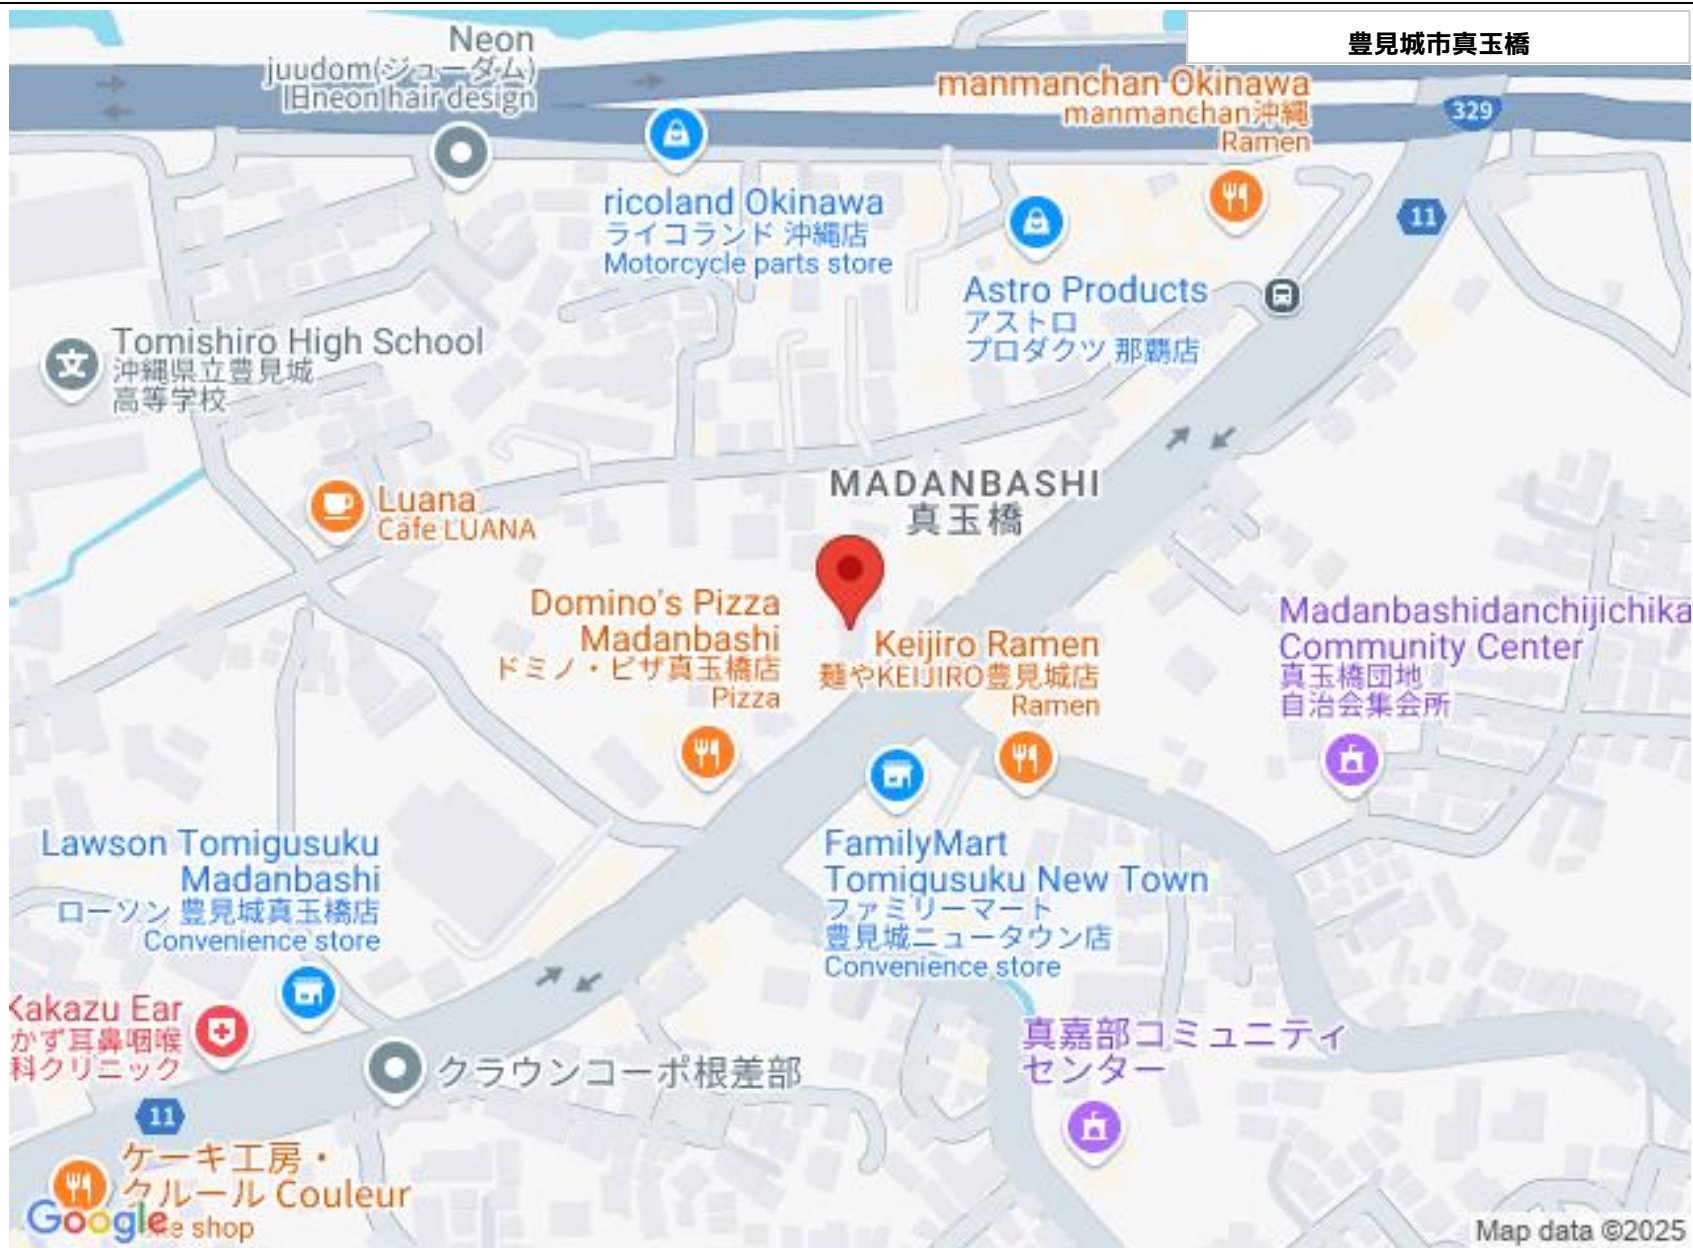 豊見城市真玉橋
Neon
juudom(ジューダム)
旧neon hair design
manmanchan Okinawa
manmanchan沖縄
Ramen
329
11
ricoland Okinawa
ライコランド 沖縄店
Motorcycle parts store
Astro Products
アストロ
プロダクツ 那覇店
Tomishiro High School
沖縄県立豊見城
高等学校
Luana
Cafe LUANA
MADANBASHI
真玉橋
Domino's Pizza
Madanbashi
ドミノ・ピザ真玉橋店
Pizza
Keijiro Ramen
麺やKEIJIRO豊見城店
Ramen
Madanbashidanchijichika
Community Center
真玉橋団地
自治会集会所
Lawson Tomigusuku
Madanbashi
ローソン 豊見城真玉橋店
Convenience store
FamilyMart
Tomigusuku New Town
ファミリーマート
豊見城ニュータウン店
Convenience store
Kakazu Ear
かず耳鼻咽喉
科クリニック
クラウンコーポ根差部
真嘉部コミュニティ
センター
11
ケーキ工房・
クルール Couleur
shop
Google
Map data ©2025